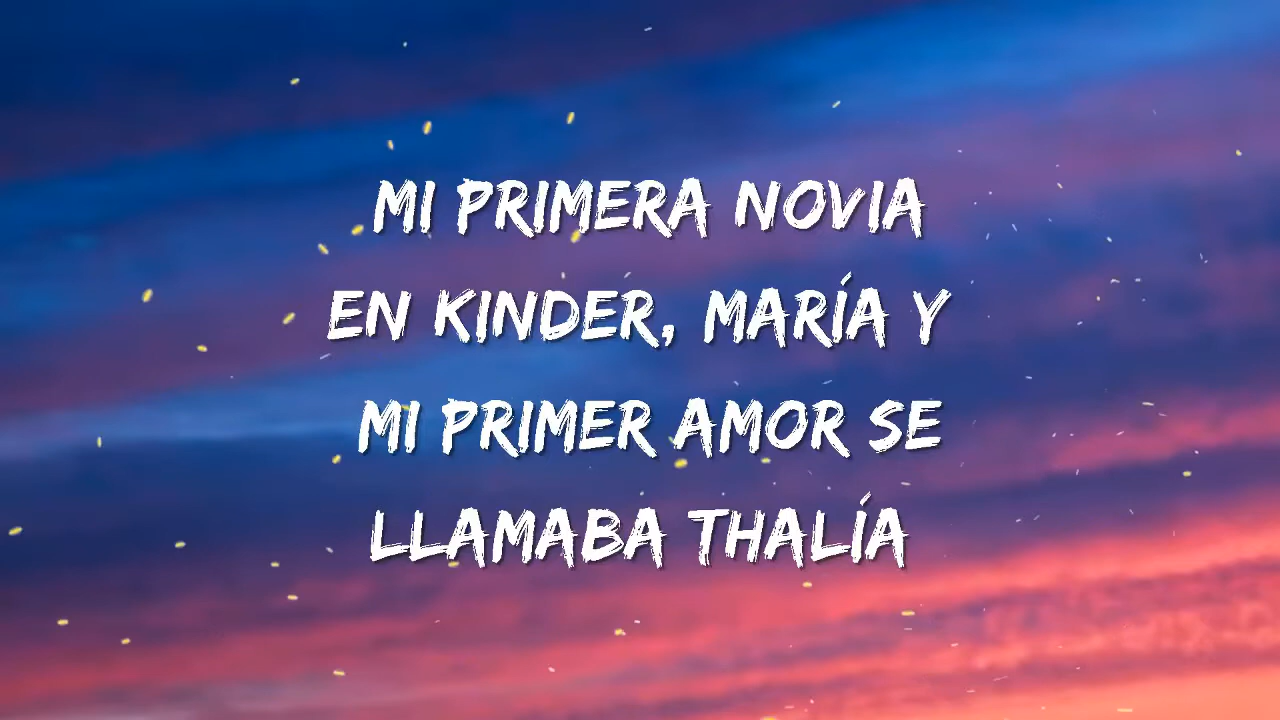 MI PRIMERA NOVIA
EN KINDER, MARÍA Y
MI PRIMER AMOR SE
LLAMABA THALÍA